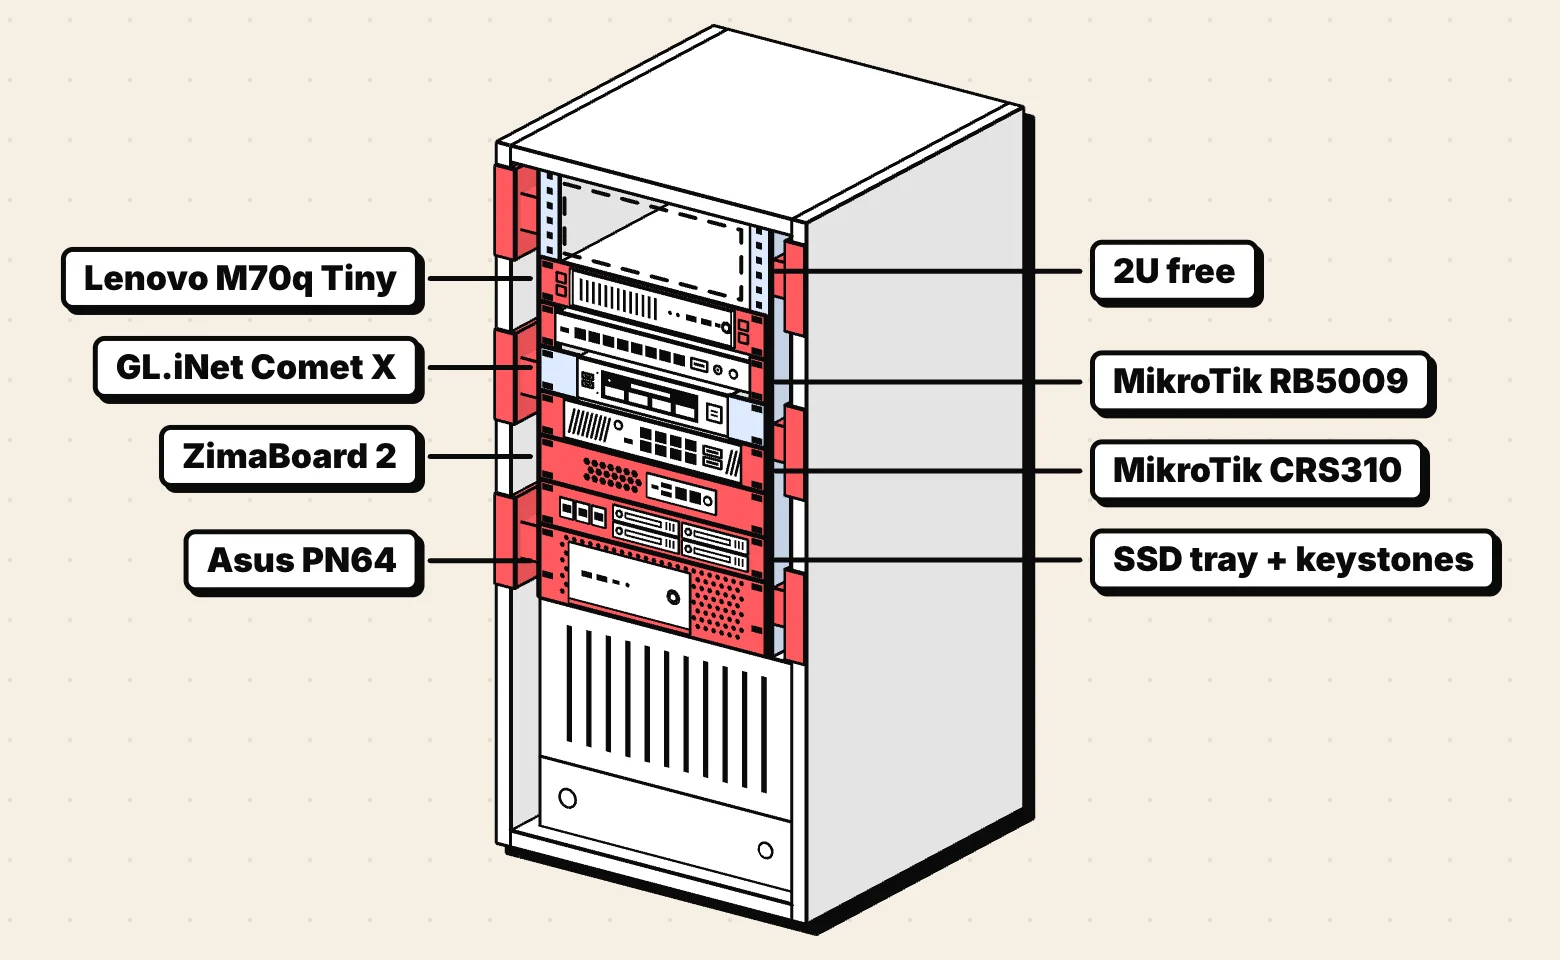 Lenovo M70q Tiny
GL.iNet Comet X
ZimaBoard 2
Asus PN64
2U free
MikroTik RB5009
MikroTik CRS310
SSD tray + keystones